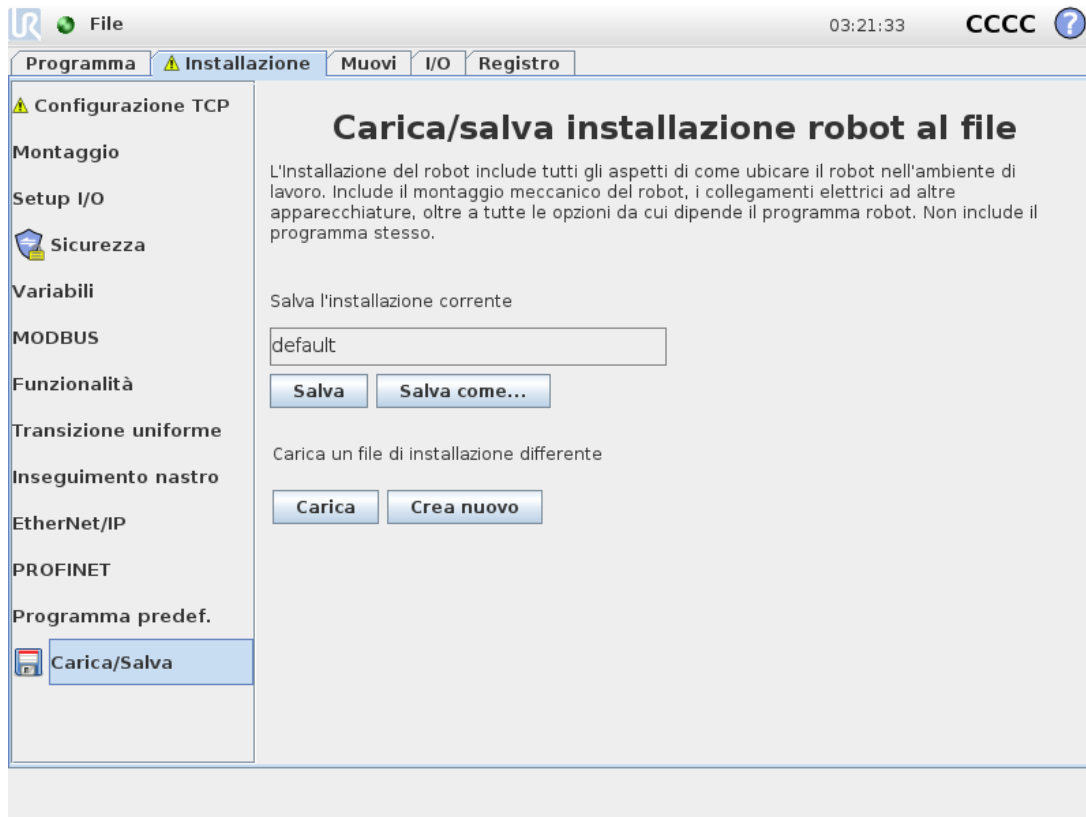 UR
File
03:21:33
CCCC
?
Programma
Installazione
Muovi
I/O
Registro
Configurazione TCP
Montaggio
Setup I/O
Sicurezza
Variabili
MODBUS
Funzionalità
Transizione uniforme
Inseguimento nastro
EtherNet/IP
PROFINET
Programma predef.
Carica/Salva
Carica/salva installazione robot al file
L'Installazione del robot include tutti gli aspetti di come ubicare il robot nell'ambiente di
lavoro. Include il montaggio meccanico del robot, i collegamenti elettrici ad altre
apparecchiature, oltre a tutte le opzioni da cui dipende il programma robot. Non include il
programma stesso.
Salva l'installazione corrente
default
Salva
Salva come...
Carica un file di installazione differente
Carica
Crea nuovo